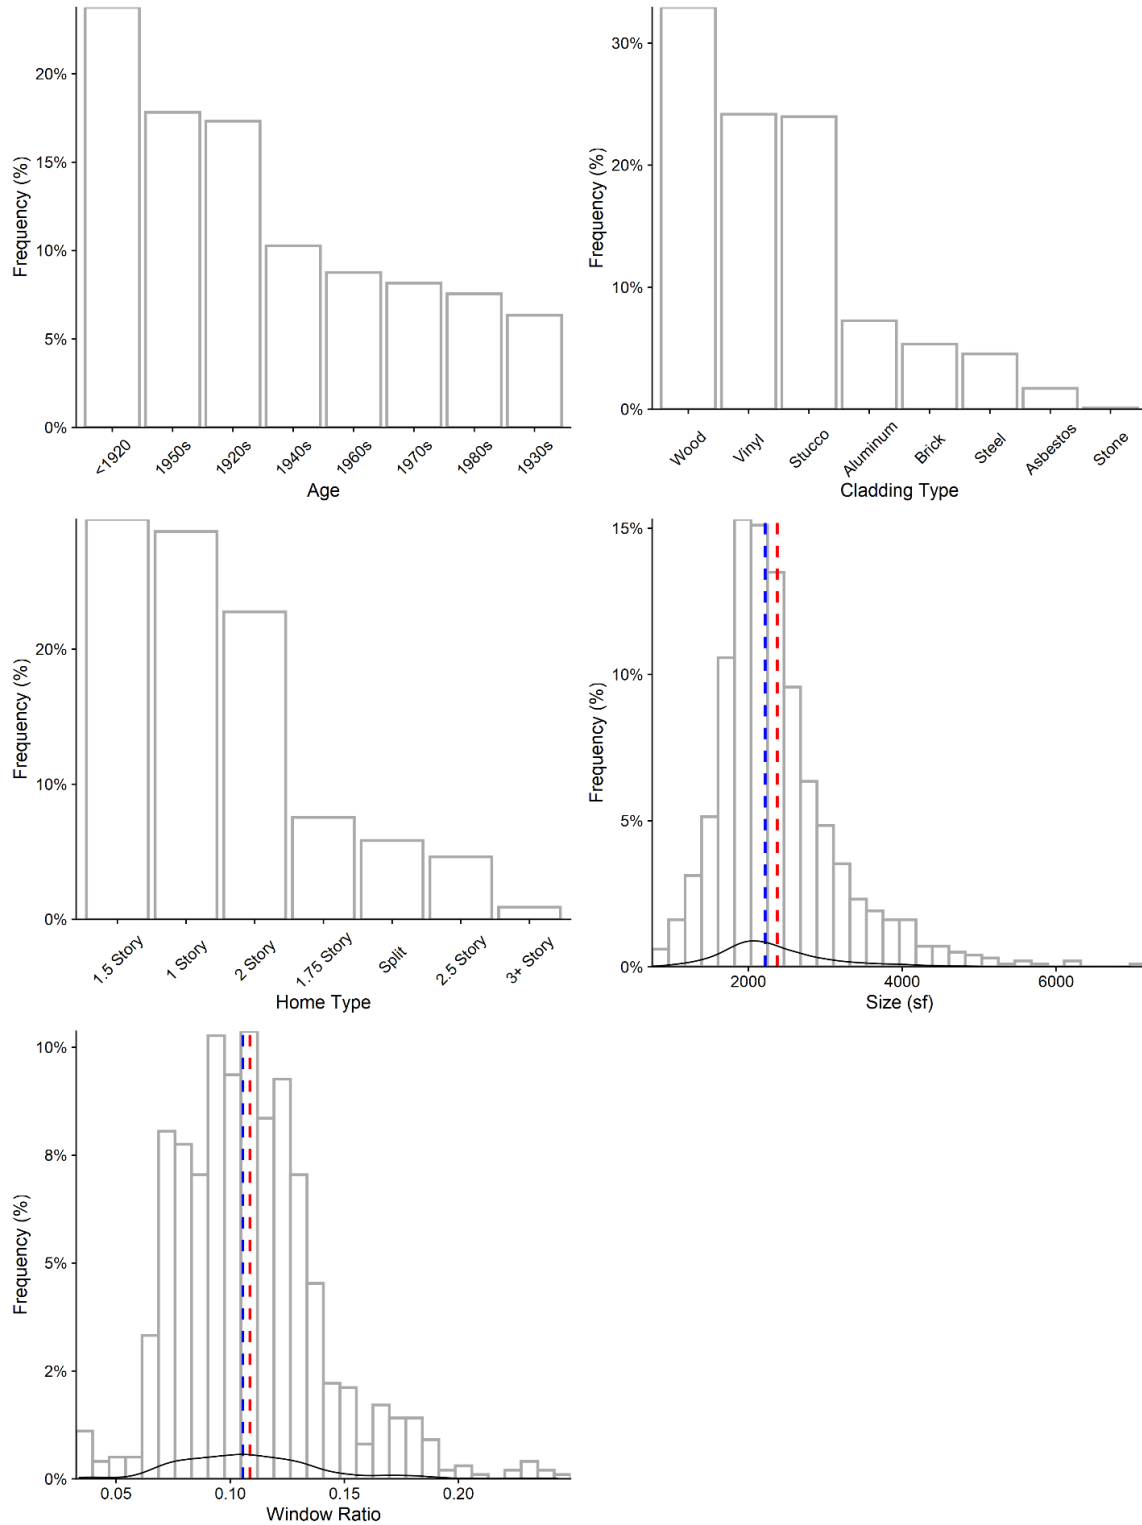 Frequency (%)
20%
15%
10%
5%
0%
<1920
1950s
1920s
1940s
1960s
1970s
1980s
1930s
Age
Frequency (%)
30%
20%
10%
0%
Wood
Vinyl
Stucco
Aluminum
Brick
Steel
Asbestos
Stone
Cladding Type
Frequency (%)
20%
10%
0%
1.5 Story
1 Story
2 Story
1.75 Story
Split
2.5 Story
3+ Story
Home Type
Frequency (%)
15%
10%
5%
0%
2000
4000
6000
Size (sf)
Frequency (%)
10%
8%
5%
2%
0%
0.05
0.10
0.15
0.20
Window Ratio